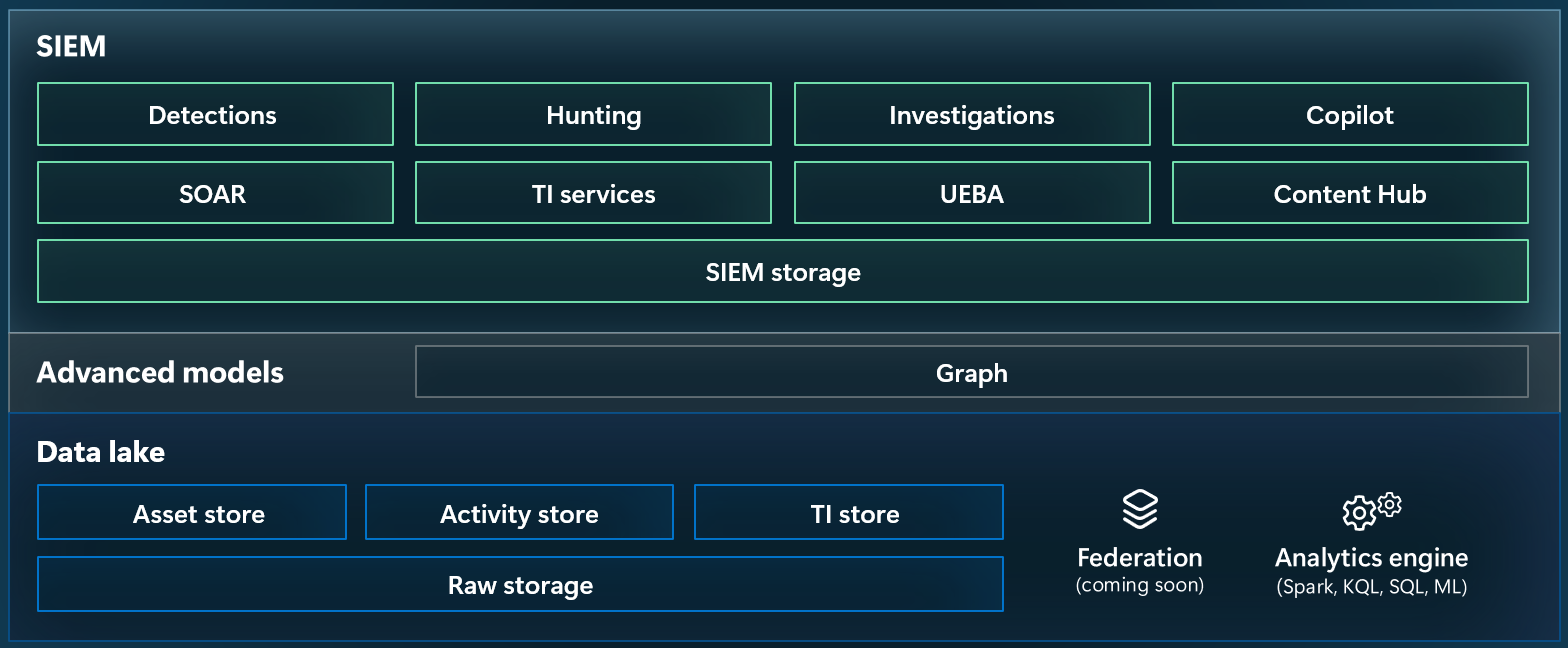 SIEM
Detections
Hunting
Investigations
Copilot
SOAR
TI services
UEBA
Content Hub
SIEM storage
Advanced models
Graph
Data lake
Asset store
Activity store
TI store
Raw storage
Federation
(coming soon)
Analytics engine
(Spark, KQL, SQL, ML)